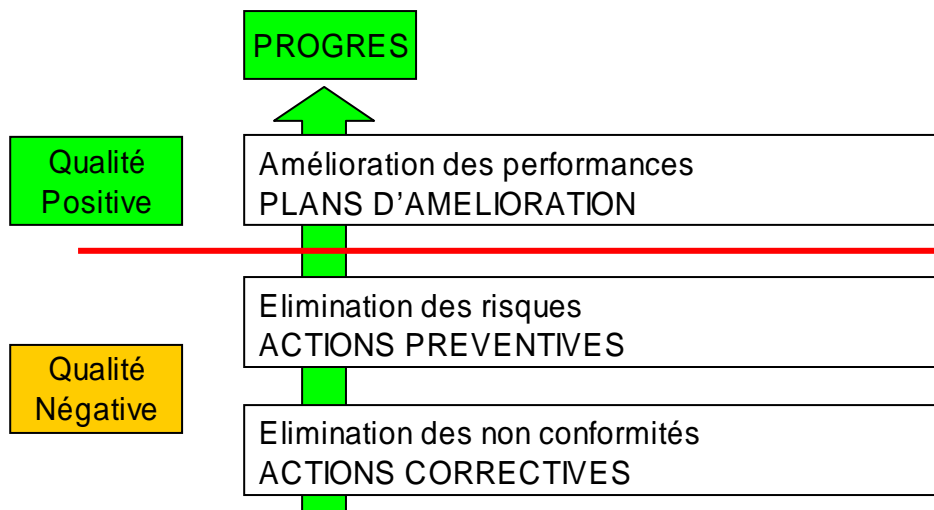 PROGRES
Qualité
Positive
Amélioration des performances
PLANS D'AMELIORATION
Elimination des risques
ACTIONS PREVENTIVES
Qualité
Négative
Elimination des non conformités
ACTIONS CORRECTIVES